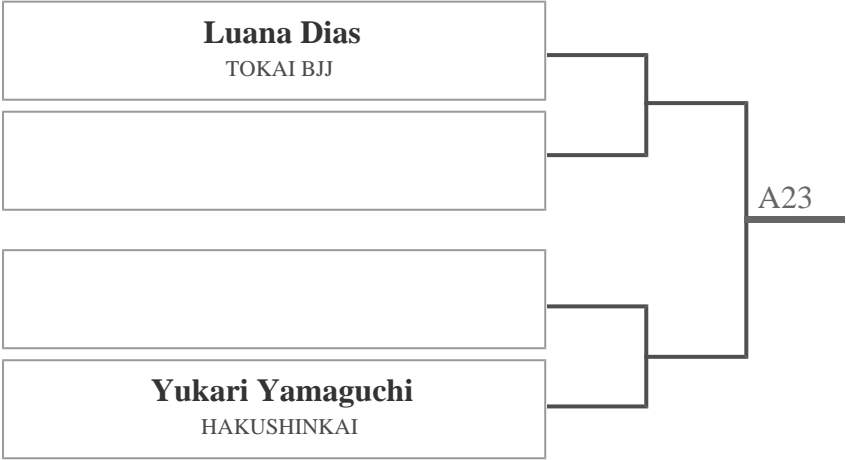 Luana Dias
TOKAI BJJ
A23
Yukari Yamaguchi
HAKUSHINKAI